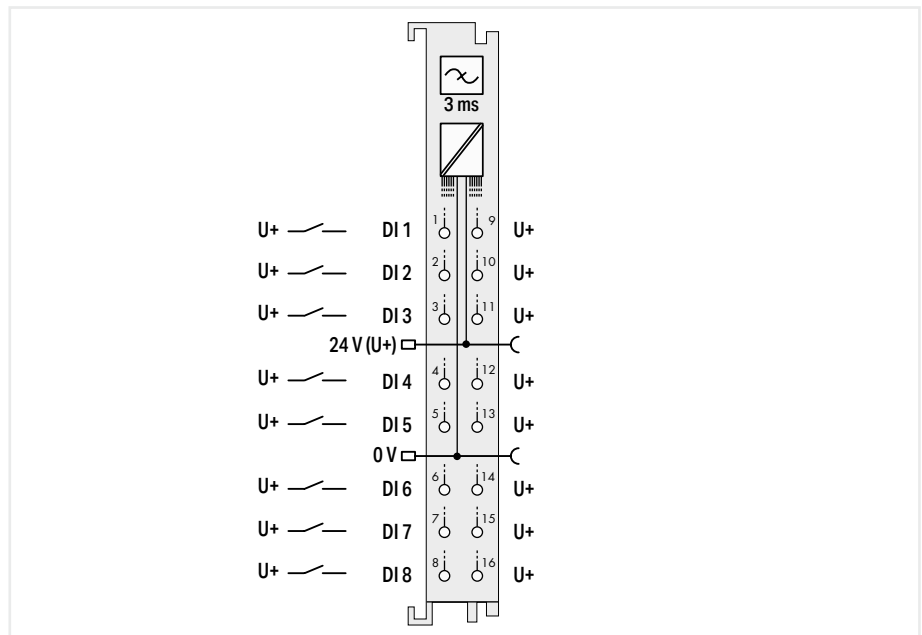 3 ms
U+ DI 1 1 9 U+
U+ DI 2 2 10 U+
U+ DI 3 3 11 U+
24 V (U+)
U+ DI 4 4 12 U+
U+ DI 5 5 13 U+
0 V
U+ DI 6 6 14 U+
U+ DI 7 7 15 U+
U+ DI 8 8 16 U+